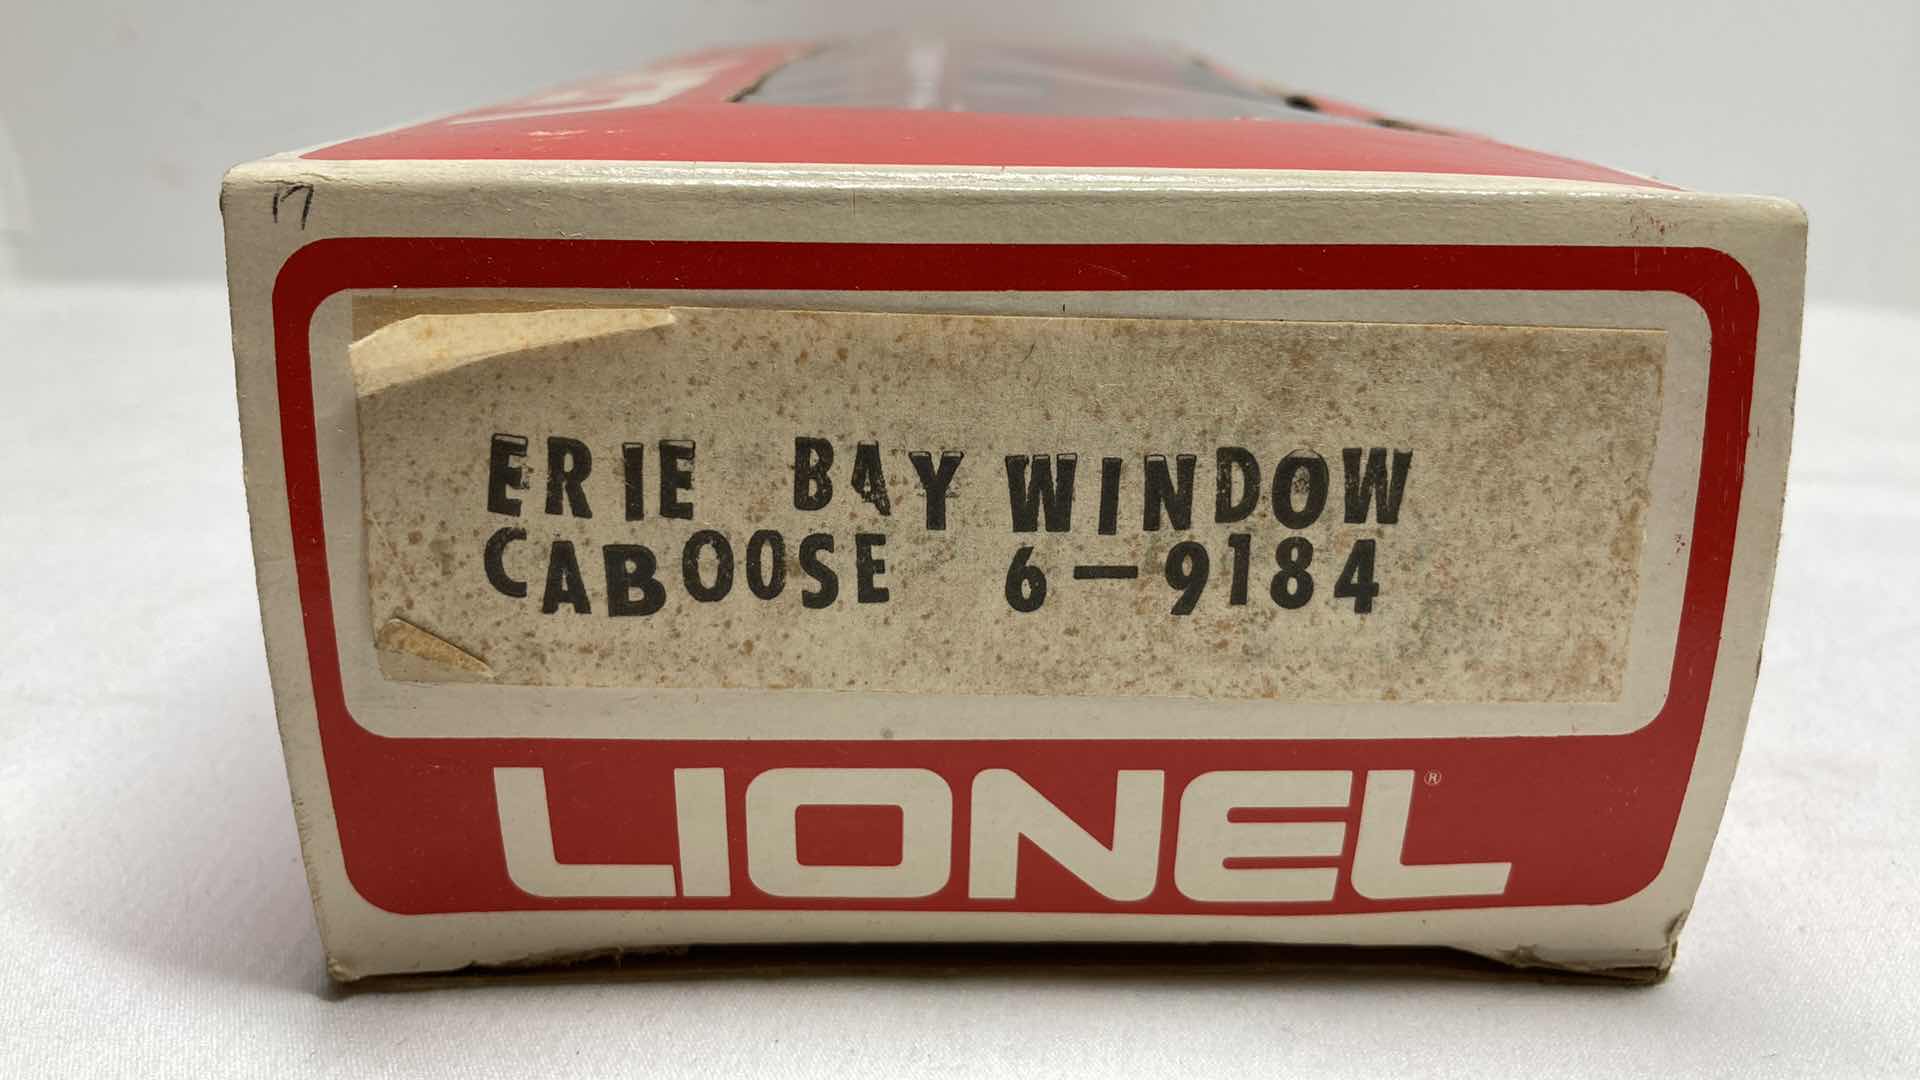 17
ERIE BAY WINDOW
CABOOSE 6-9184
LIONEL®